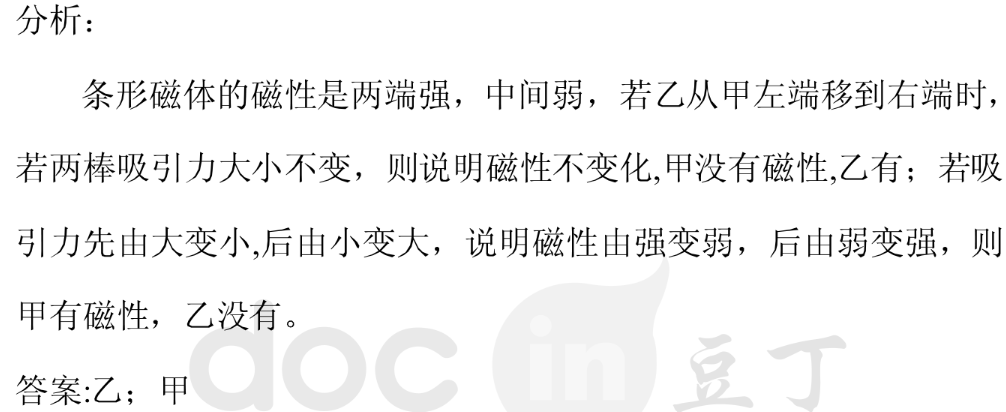 分析：
条形磁体的磁性是两端强，中间弱，若乙从甲左端移到右端时，
若两棒吸引力大小不变，则说明磁性不变化,甲没有磁性,乙有；若吸
引力先由大变小,后由小变大，说明磁性由强变弱，后由弱变强，则
甲有磁性，乙没有。
答案:乙；甲
docin 豆丁